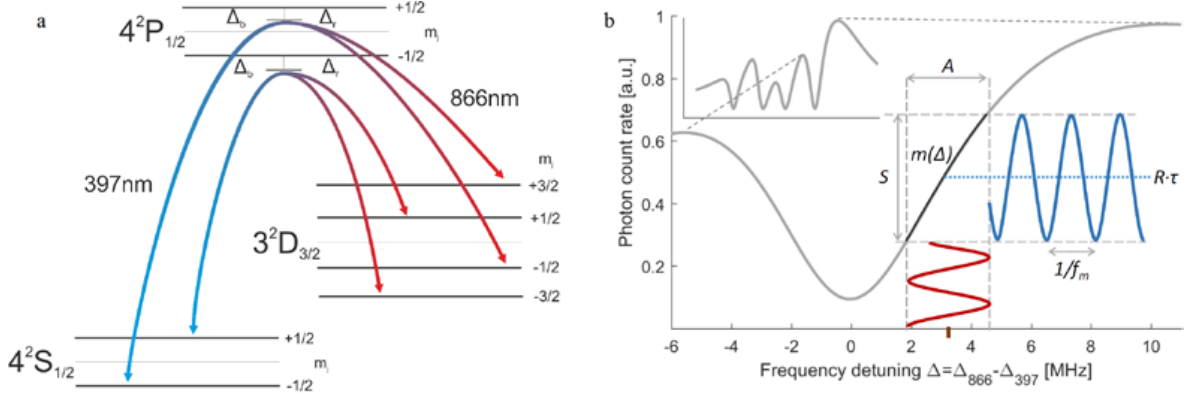 a
4²P₁/₂
+1/2
mⱼ
-1/2
Δb
Δr
Δb
Δr
866nm
397nm
mⱼ
+3/2
+1/2
-1/2
-3/2
3²D₃/₂
4²S₁/₂
+1/2
mⱼ
-1/2
b
Photon count rate [a.u.]
1
0.8
0.6
0.4
0.2
A
S
m(Δ)
R·τ
1/fₘ
-6 -4 -2 0 2 4 6 8 10
Frequency detuning Δ=Δ₈₆₆-Δ₃₉₇ [MHz]